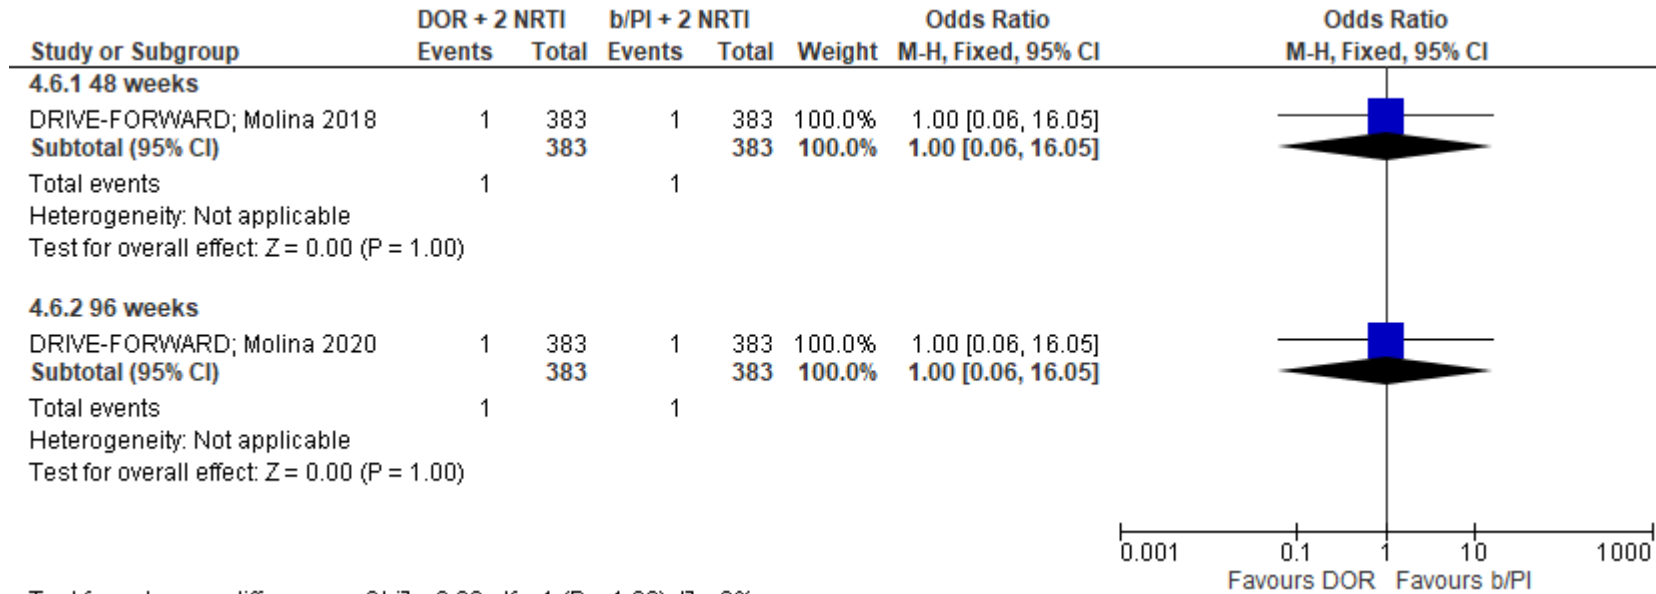 DOR + 2 NRTI b/PI + 2 NRTI Odds Ratio Odds Ratio
Study or Subgroup Events Total Events Total Weight M-H, Fixed, 95% CI M-H, Fixed, 95% CI
4.6.1 48 weeks
DRIVE-FORWARD; Molina 2018 1 383 1 383 100.0% 1.00 [0.06, 16.05]
Subtotal (95% CI) 383 383 100.0% 1.00 [0.06, 16.05]
Total events 1 1
Heterogeneity: Not applicable
Test for overall effect: Z = 0.00 (P = 1.00)
4.6.2 96 weeks
DRIVE-FORWARD; Molina 2020 1 383 1 383 100.0% 1.00 [0.06, 16.05]
Subtotal (95% CI) 383 383 100.0% 1.00 [0.06, 16.05]
Total events 1 1
Heterogeneity: Not applicable
Test for overall effect: Z = 0.00 (P = 1.00)
0.001 0.1 1 10 1000
Favours DOR Favours b/PI